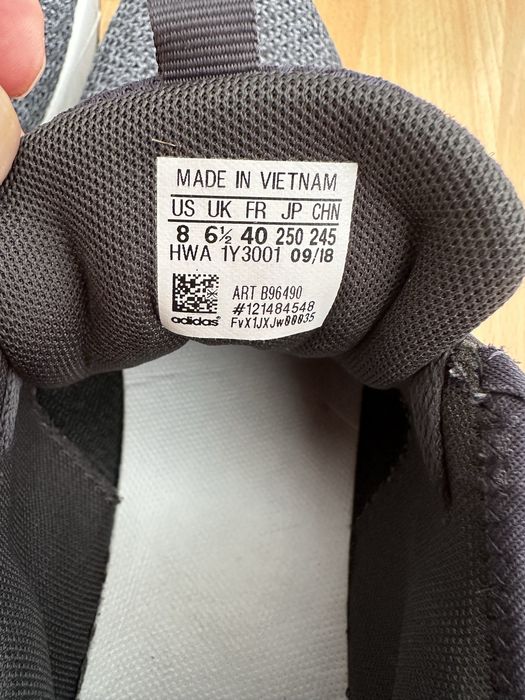 MADE IN VIETNAM
US UK FR JP CHN
8 6½ 40 250 245
HWA 1Y3001 09/18
ART B96490
#121484548
adidas FvX1JXJw00035